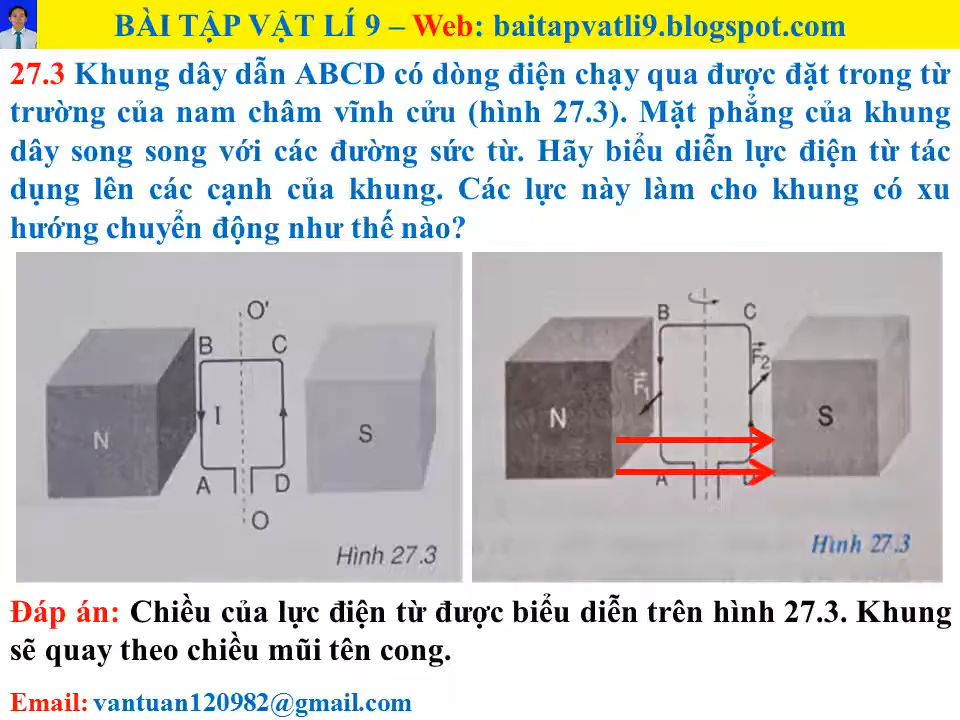 BÀI TẬP VẬT LÍ 9 – Web: baitapvatli9.blogspot.com
27.3 Khung dây dẫn ABCD có dòng điện chạy qua được đặt trong từ
trường của nam châm vĩnh cửu (hình 27.3). Mặt phẳng của khung
dây song song với các đường sức từ. Hãy biểu diễn lực điện từ tác
dụng lên các cạnh của khung. Các lực này làm cho khung có xu
hướng chuyển động như thế nào?
O'
B C
I
N S
A D
O
Hình 27.3
B C
F₁ F₂
N S
A D
Hình 27.3
Đáp án: Chiều của lực điện từ được biểu diễn trên hình 27.3. Khung
sẽ quay theo chiều mũi tên cong.
Email: vantuan120982@gmail.com